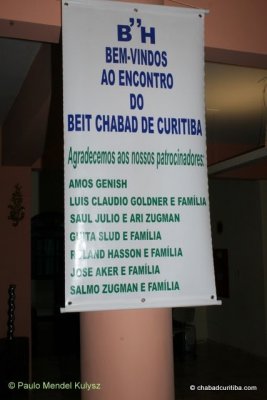 B"H
BEM-VINDOS
AO ENCONTRO
DO
BEIT CHABAD DE CURITIBA
Agradecemos aos nossos patrocinadores:
AMOS GENISH
LUIS CLAUDIO GOLDNER E FAMÍLIA
SAUL JULIO E ARI ZUGMAN
GUITA SLUD E FAMÍLIA
ROLAND HASSON E FAMÍLIA
JOSE AKER E FAMÍLIA
SALMO ZUGMAN E FAMÍLIA
© Paulo Mendel Kulysz
© chabadcuritiba.com